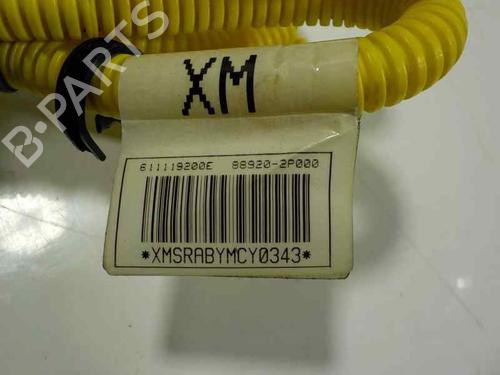 XM
611119200E 88920-2P000
*XMSRABYMCY0343*
B-PARTS